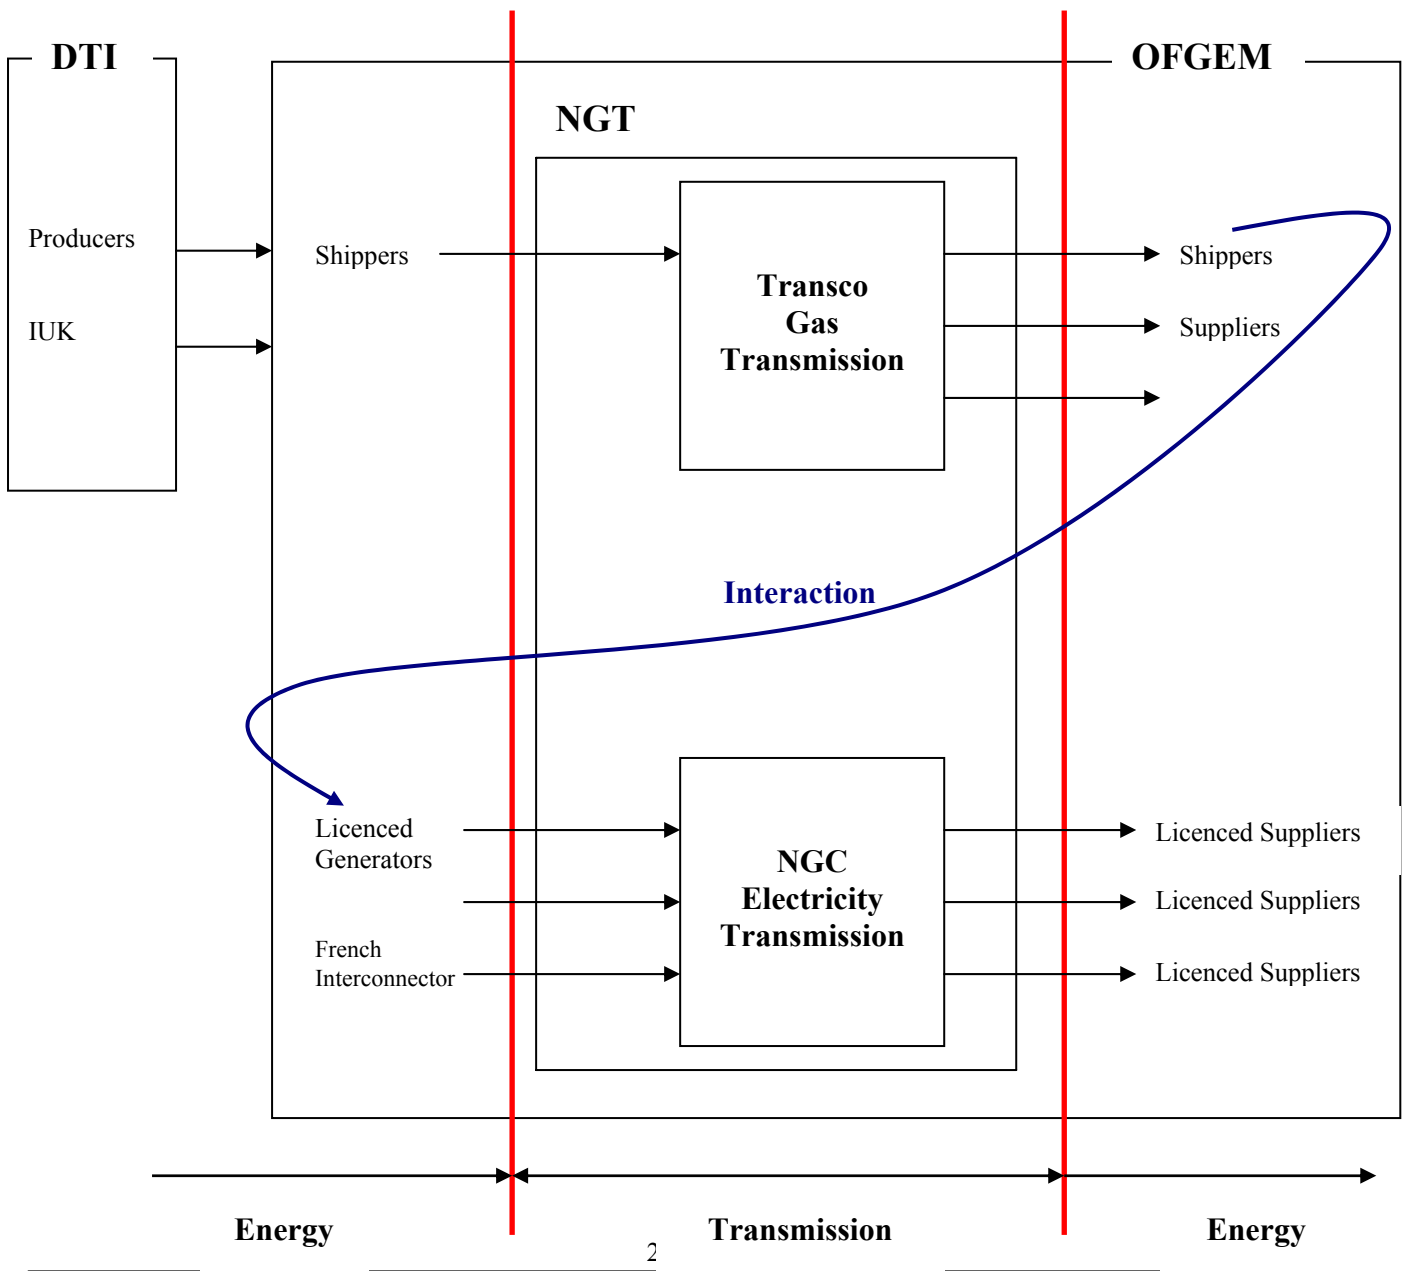 DTI
OFGEM
NGT
Producers
IUK
Shippers
Transco
Gas
Transmission
Shippers
Suppliers
Interaction
Licenced
Generators
French
Interconnector
NGC
Electricity
Transmission
Licenced Suppliers
Licenced Suppliers
Licenced Suppliers
Energy
Transmission
Energy
2